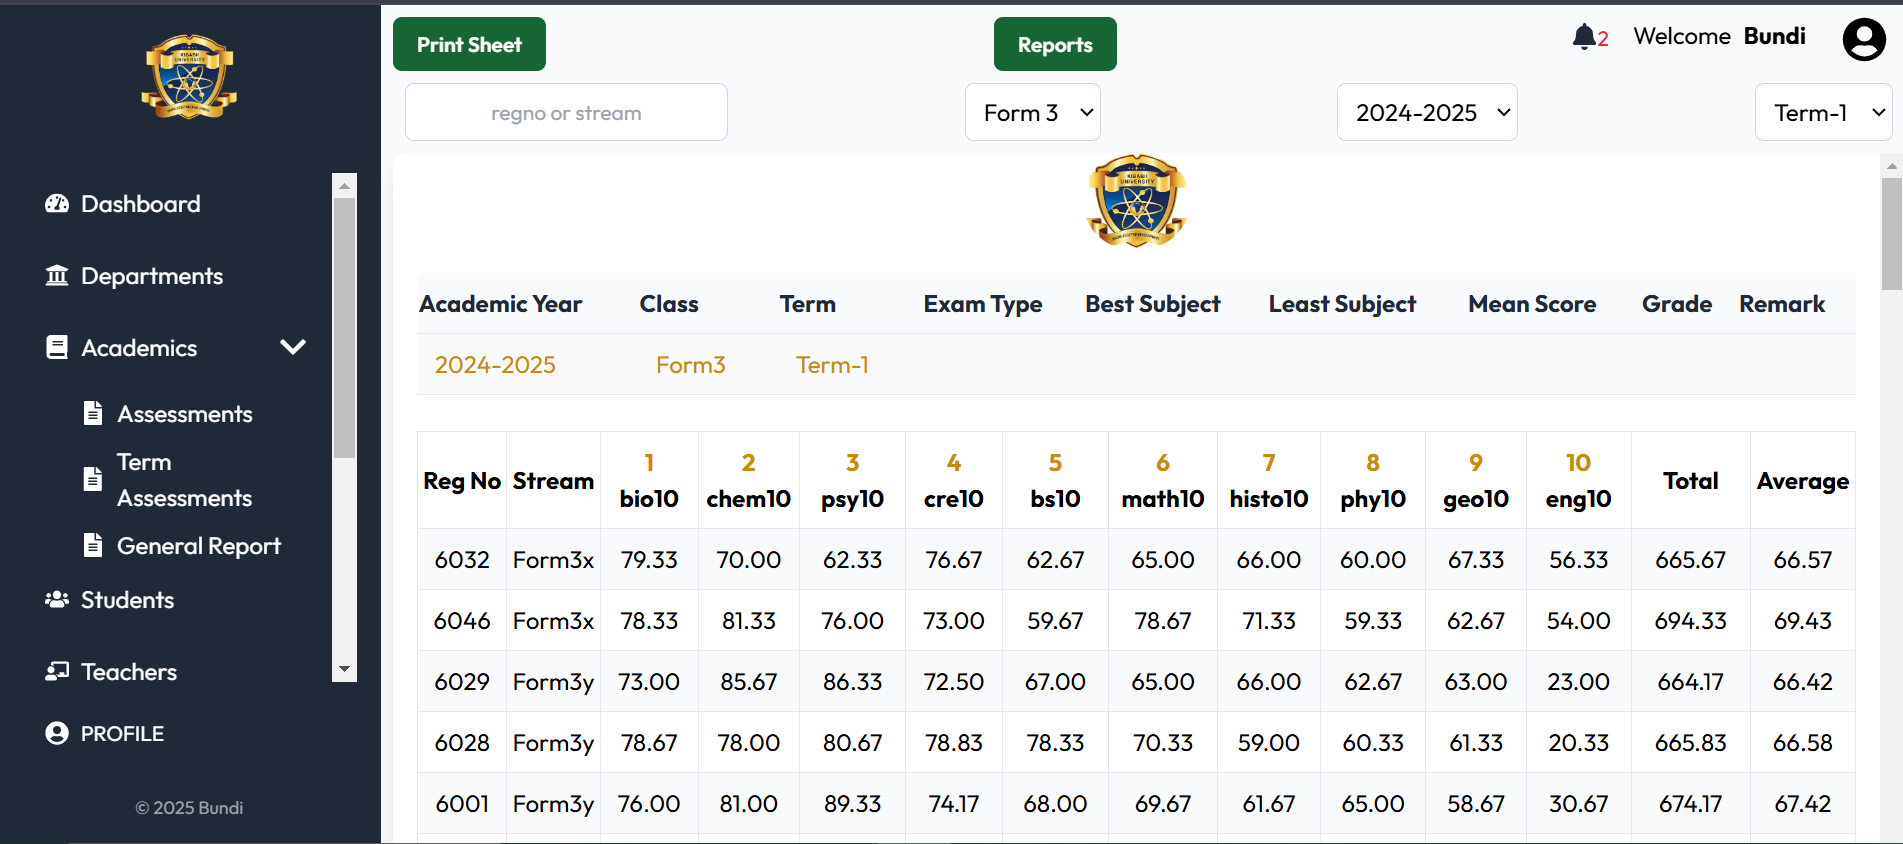 KIBABII
UNIVERSITY
Dashboard
Departments
Academics
Assessments
Term
Assessments
General Report
Students
Teachers
PROFILE
© 2025 Bundi
Print Sheet
Reports
2
Welcome Bundi
regno or stream
Form 3
2024-2025
Term-1
KIBABII
UNIVERSITY
Academic Year Class Term Exam Type Best Subject Least Subject Mean Score Grade Remark
2024-2025 Form3 Term-1
1 2 3 4 5 6 7 8 9 10
Reg No Stream bio10 chem10 psy10 cre10 bs10 math10 histo10 phy10 geo10 eng10 Total Average
6032 Form3x 79.33 70.00 62.33 76.67 62.67 65.00 66.00 60.00 67.33 56.33 665.67 66.57
6046 Form3x 78.33 81.33 76.00 73.00 59.67 78.67 71.33 59.33 62.67 54.00 694.33 69.43
6029 Form3y 73.00 85.67 86.33 72.50 67.00 65.00 66.00 62.67 63.00 23.00 664.17 66.42
6028 Form3y 78.67 78.00 80.67 78.83 78.33 70.33 59.00 60.33 61.33 20.33 665.83 66.58
6001 Form3y 76.00 81.00 89.33 74.17 68.00 69.67 61.67 65.00 58.67 30.67 674.17 67.42